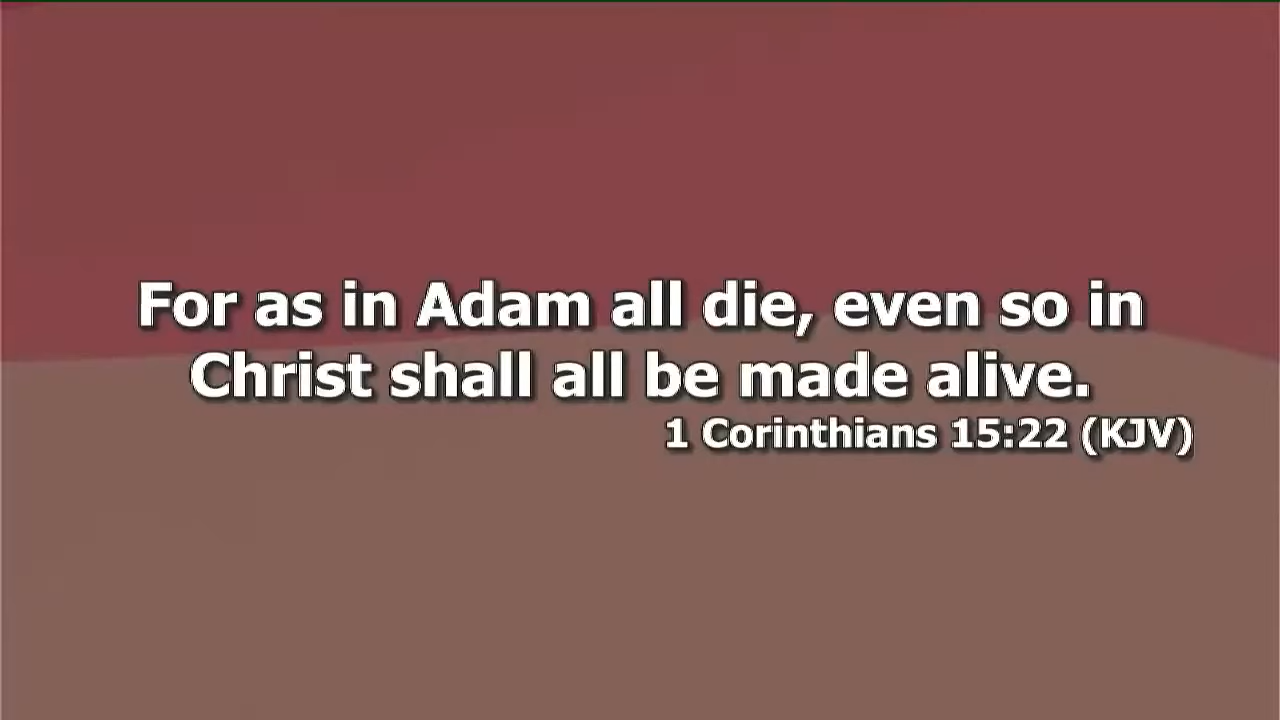 For as in Adam all die, even so in
Christ shall all be made alive.
1 Corinthians 15:22 (KJV)